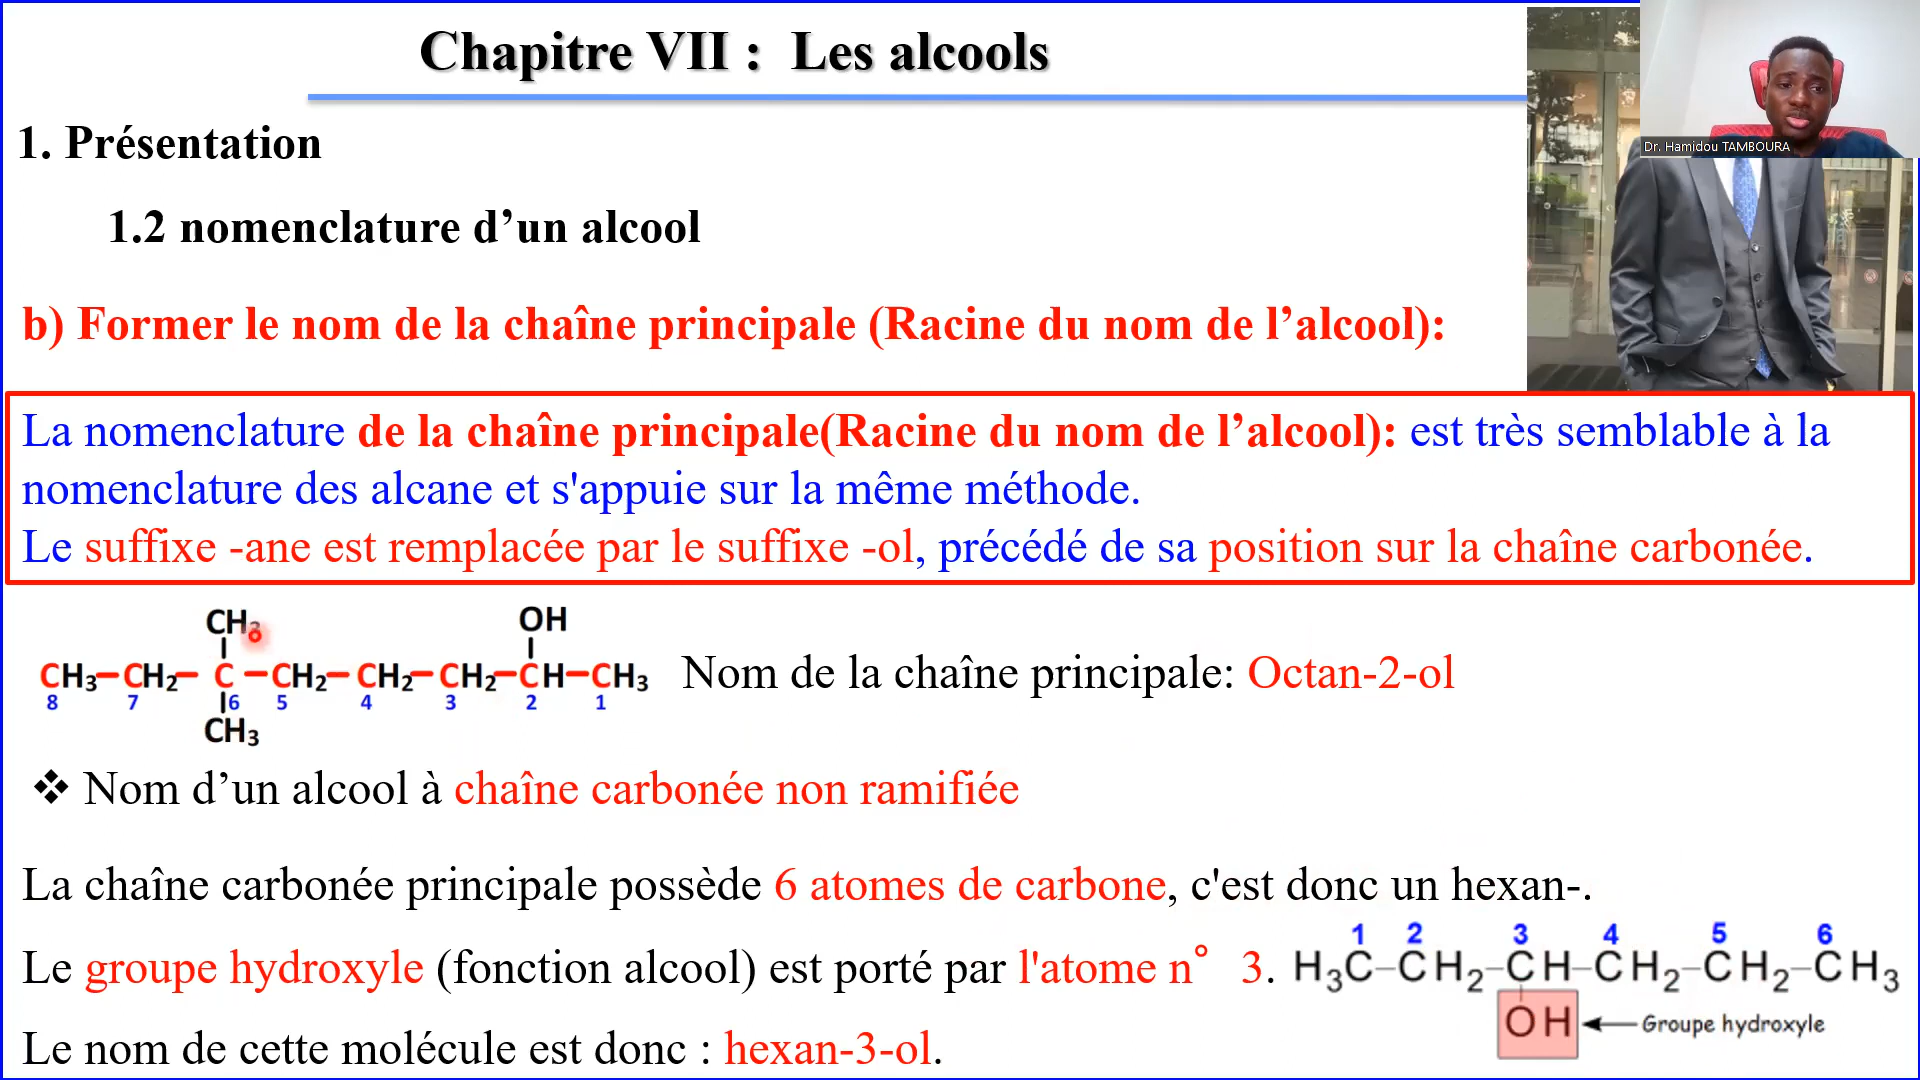 Chapitre VII : Les alcools
Dr. Hamidou TAMBOURA
1. Présentation
1.2 nomenclature d’un alcool
b) Former le nom de la chaîne principale (Racine du nom de l’alcool):
La nomenclature de la chaîne principale(Racine du nom de l’alcool): est très semblable à la
nomenclature des alcane et s'appuie sur la même méthode.
Le suffixe -ane est remplacée par le suffixe -ol, précédé de sa position sur la chaîne carbonée.
CH₃ OH
CH₃–CH₂–C–CH₂–CH₂–CH₂–CH–CH₃
8 7 6 5 4 3 2 1
CH₃
Nom de la chaîne principale: Octan-2-ol
❖ Nom d’un alcool à chaîne carbonée non ramifiée
La chaîne carbonée principale possède 6 atomes de carbone, c'est donc un hexan-.
1 2 3 4 5 6
Le groupe hydroxyle (fonction alcool) est porté par l'atome n° 3.
H₃C–CH₂–CH–CH₂–CH₂–CH₃
OH Groupe hydroxyle
Le nom de cette molécule est donc : hexan-3-ol.